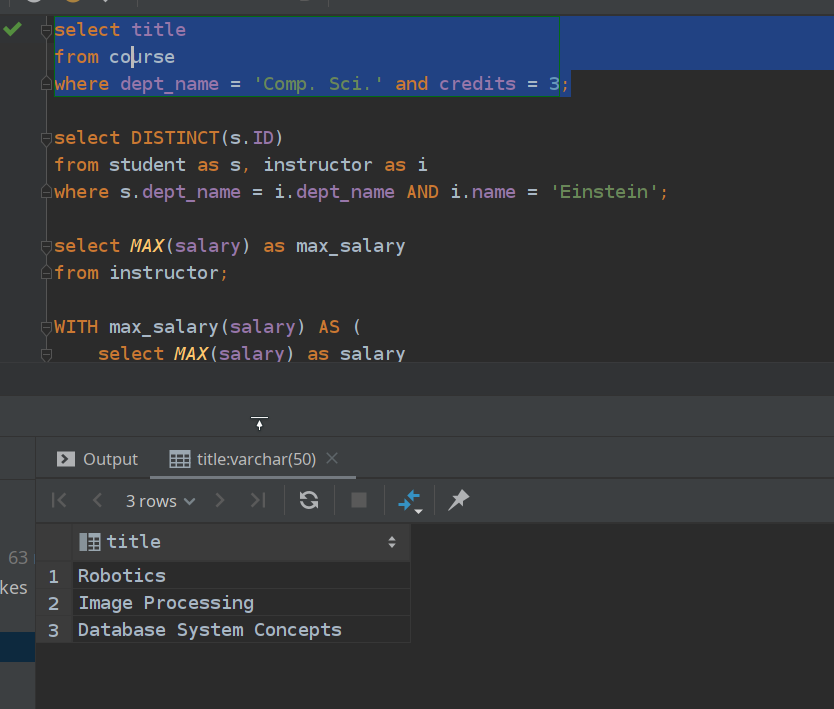 select title
from course
where dept_name = 'Comp. Sci.' and credits = 3;
select DISTINCT(s.ID)
from student as s, instructor as i
where s.dept_name = i.dept_name AND i.name = 'Einstein';
select MAX(salary) as max_salary
from instructor;
WITH max_salary(salary) AS (
select MAX(salary) as salary
Output
title:varchar(50)
3 rows
title
63
kes
1 Robotics
2 Image Processing
3 Database System Concepts